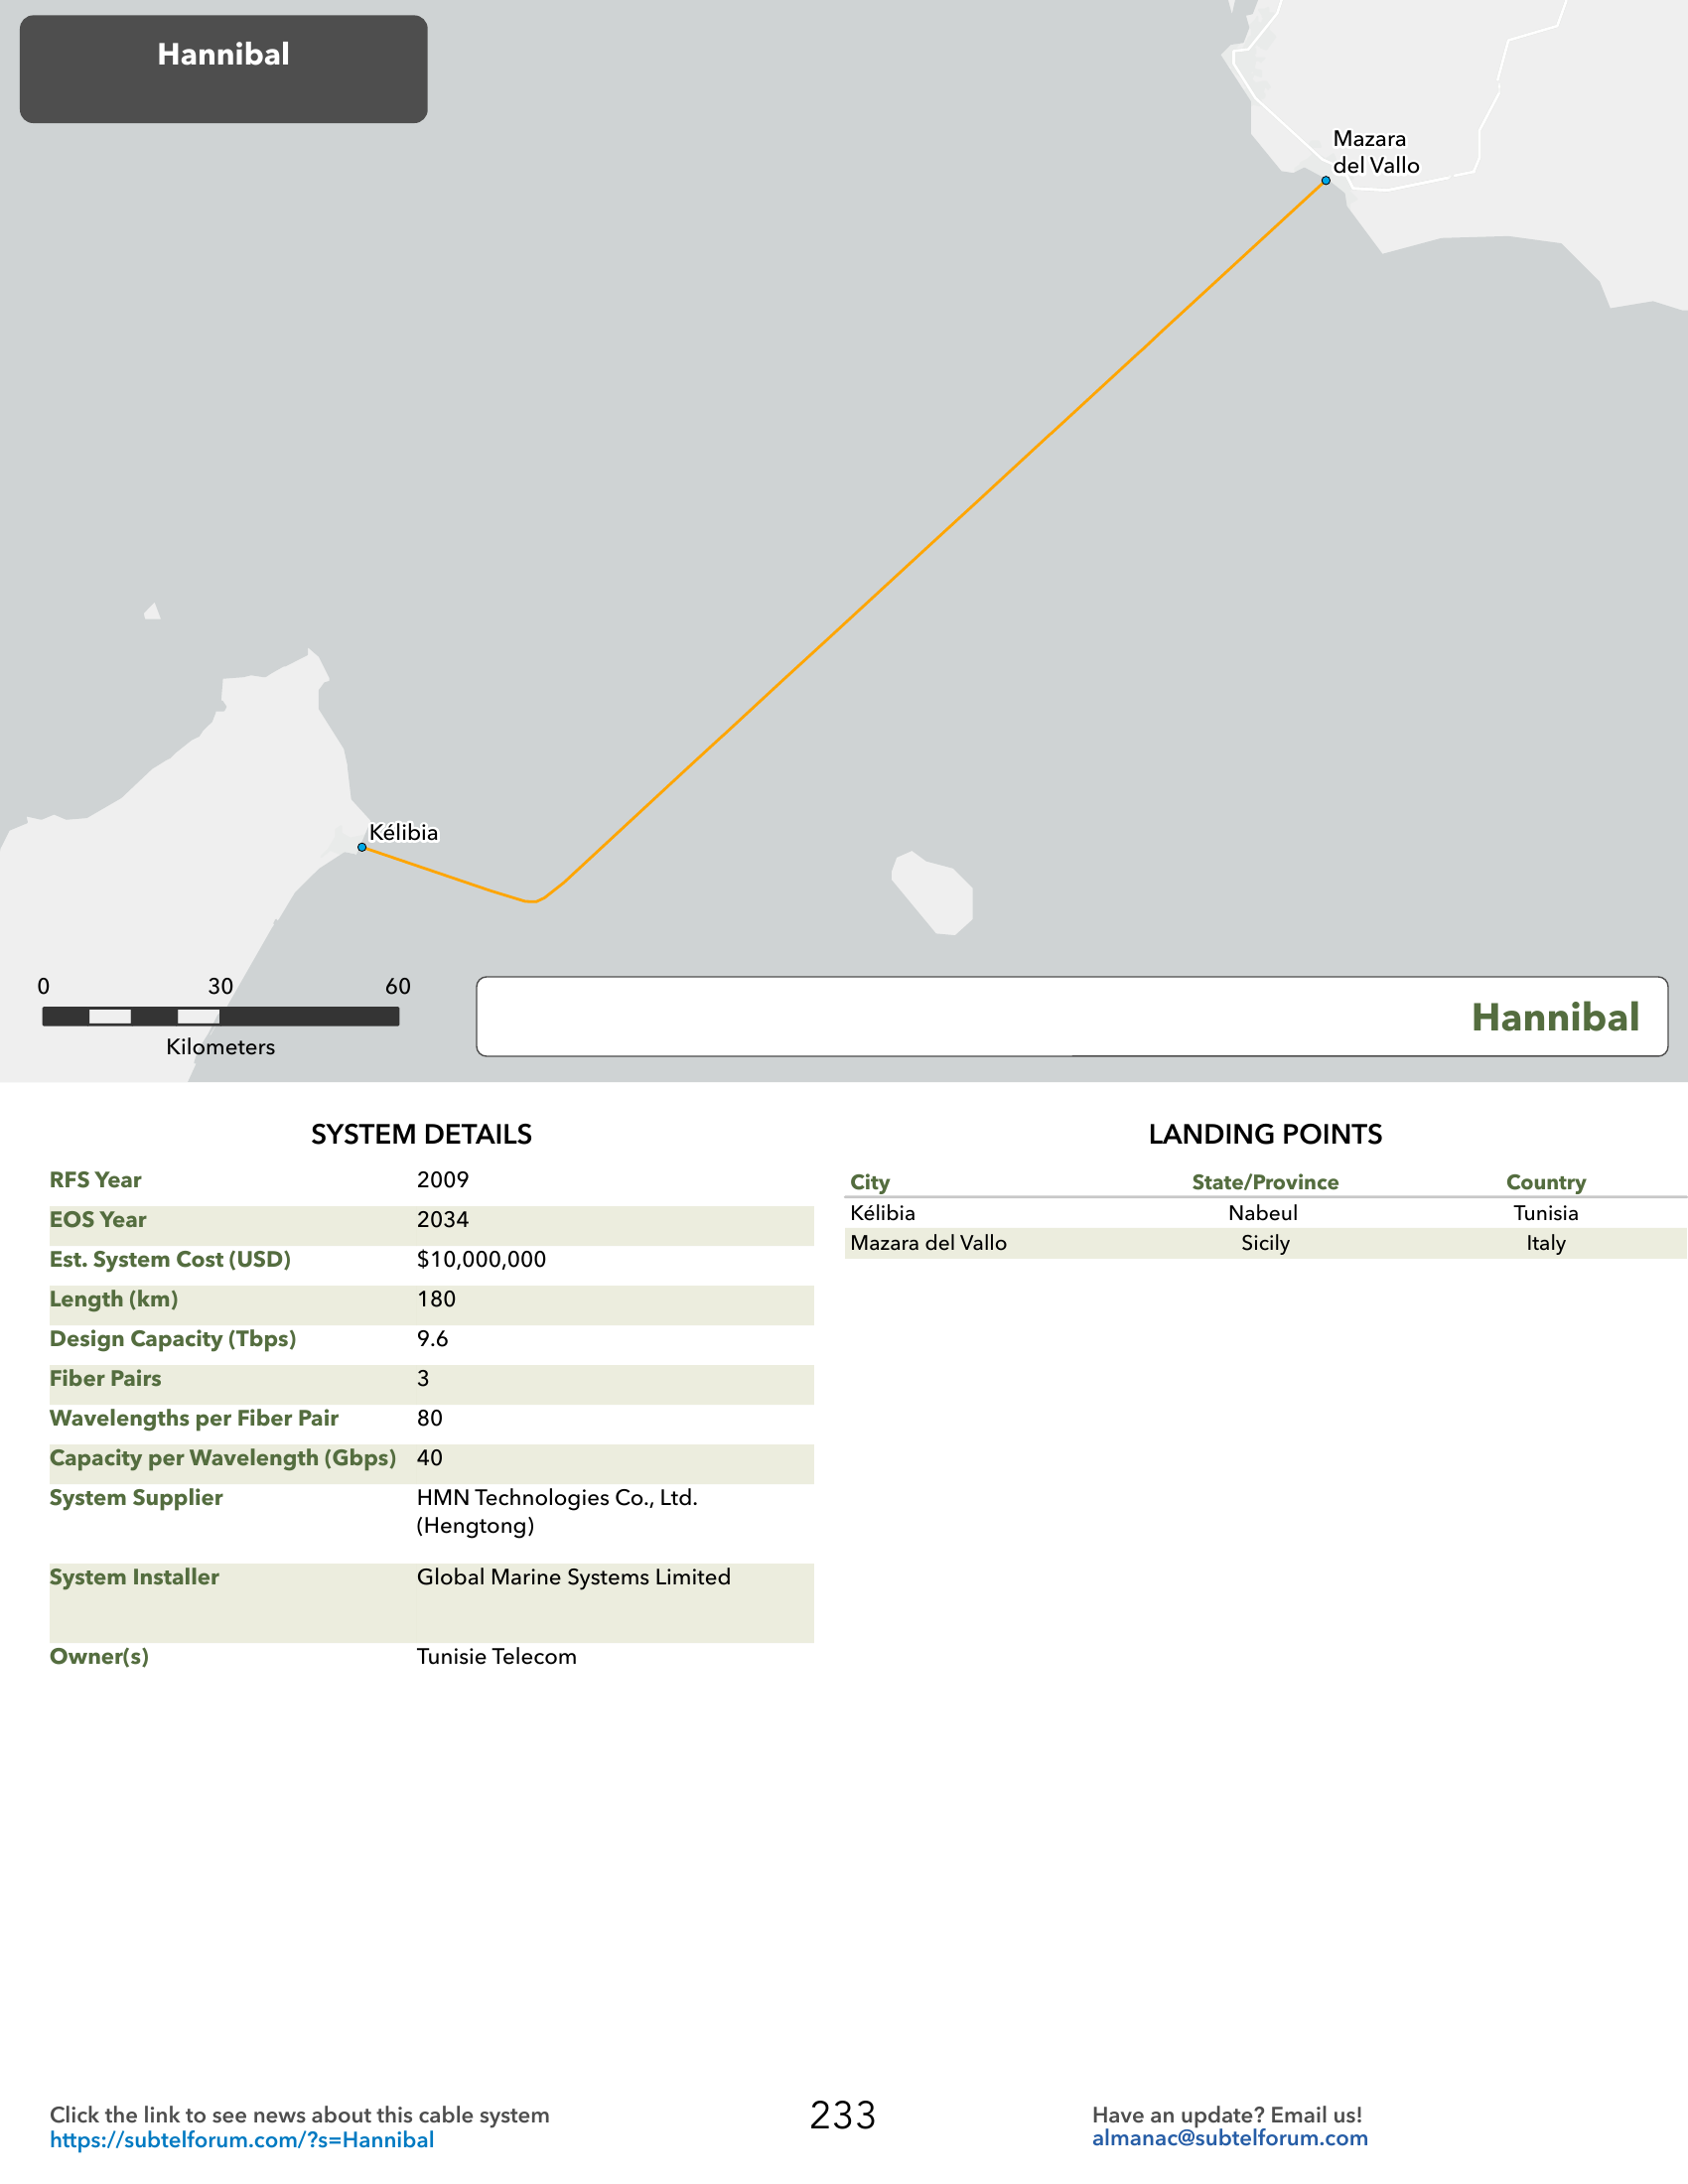 Hannibal
Mazara
del Vallo
Kélibia
0 30 60
Kilometers
Hannibal
SYSTEM DETAILS
RFS Year 2009
EOS Year 2034
Est. System Cost (USD) $10,000,000
Length (km) 180
Design Capacity (Tbps) 9.6
Fiber Pairs 3
Wavelengths per Fiber Pair 80
Capacity per Wavelength (Gbps) 40
System Supplier HMN Technologies Co., Ltd.
(Hengtong)
System Installer Global Marine Systems Limited
Owner(s) Tunisie Telecom
LANDING POINTS
City State/Province Country
Kélibia Nabeul Tunisia
Mazara del Vallo Sicily Italy
Click the link to see news about this cable system
https://subtelforum.com/?s=Hannibal
233
Have an update? Email us!
almanac@subtelforum.com